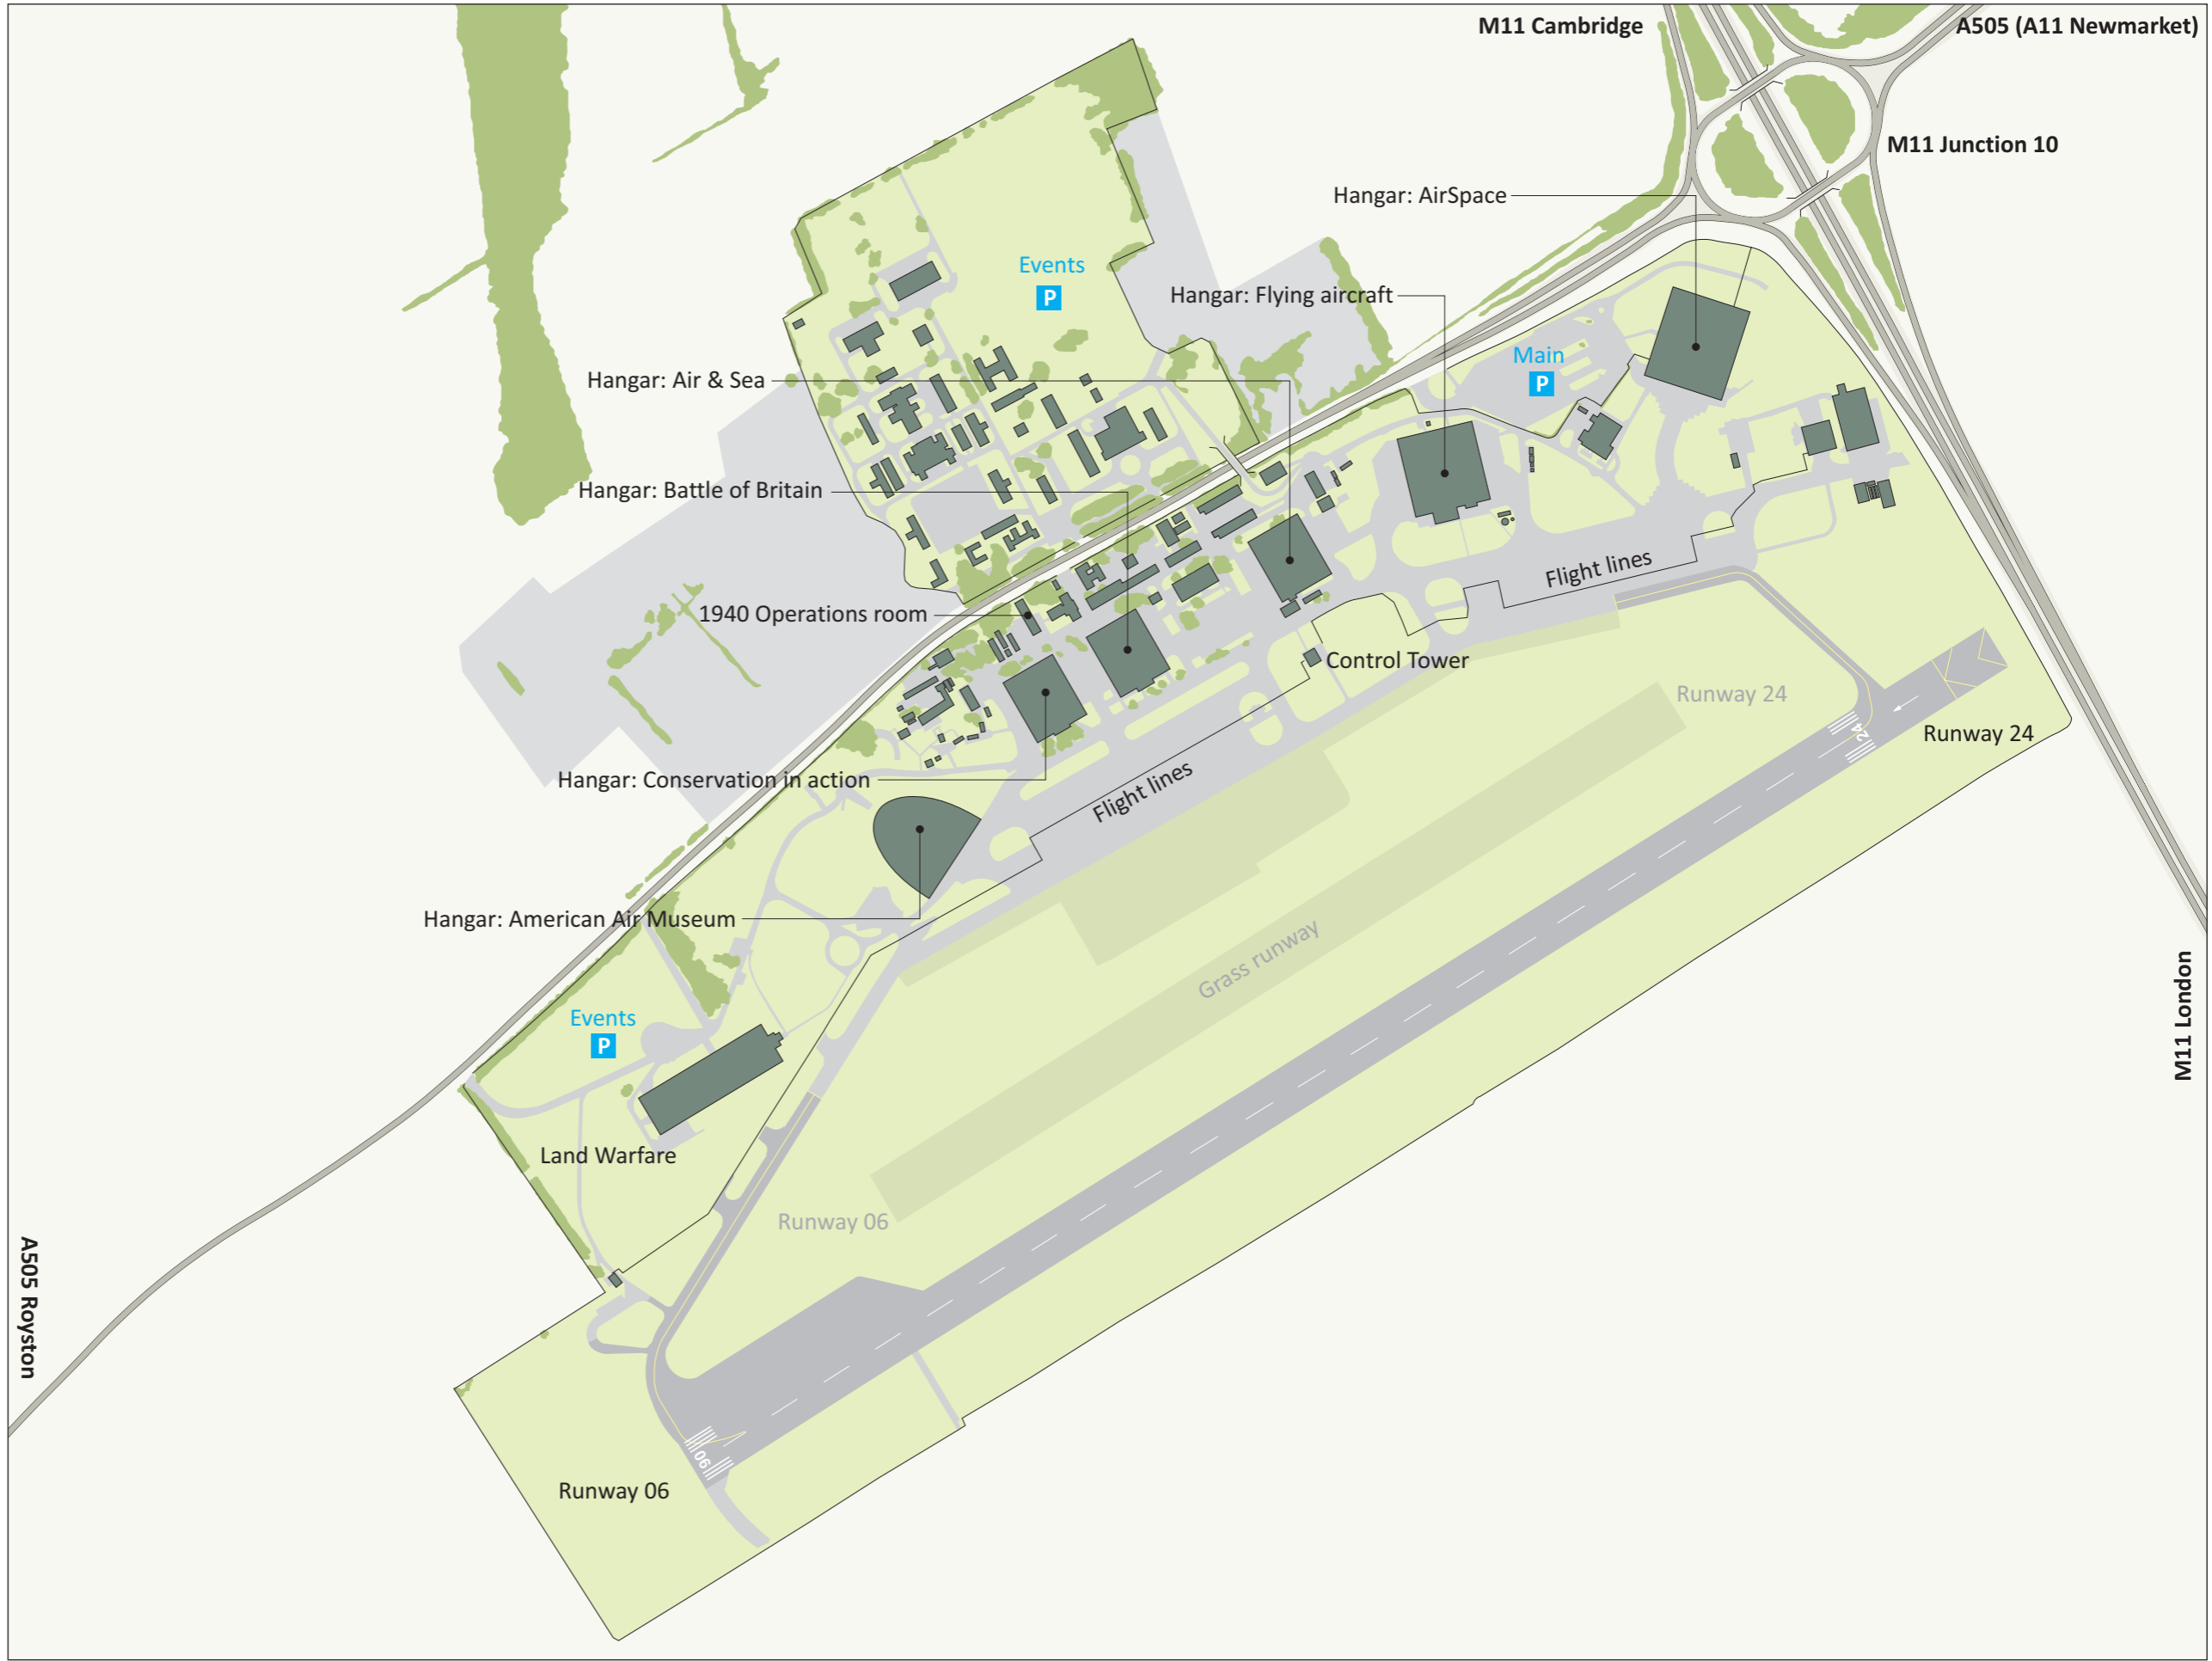 M11 Cambridge
A505 (A11 Newmarket)
M11 Junction 10
Hangar: AirSpace
Events
P
Hangar: Flying aircraft
Main
P
Hangar: Air & Sea
Hangar: Battle of Britain
Flight lines
1940 Operations room
Control Tower
Runway 24
24
Runway 24
Hangar: Conservation in action
Flight lines
Hangar: American Air Museum
Grass runway
Events
P
M11 London
Land Warfare
Runway 06
A505 Royston
06
Runway 06